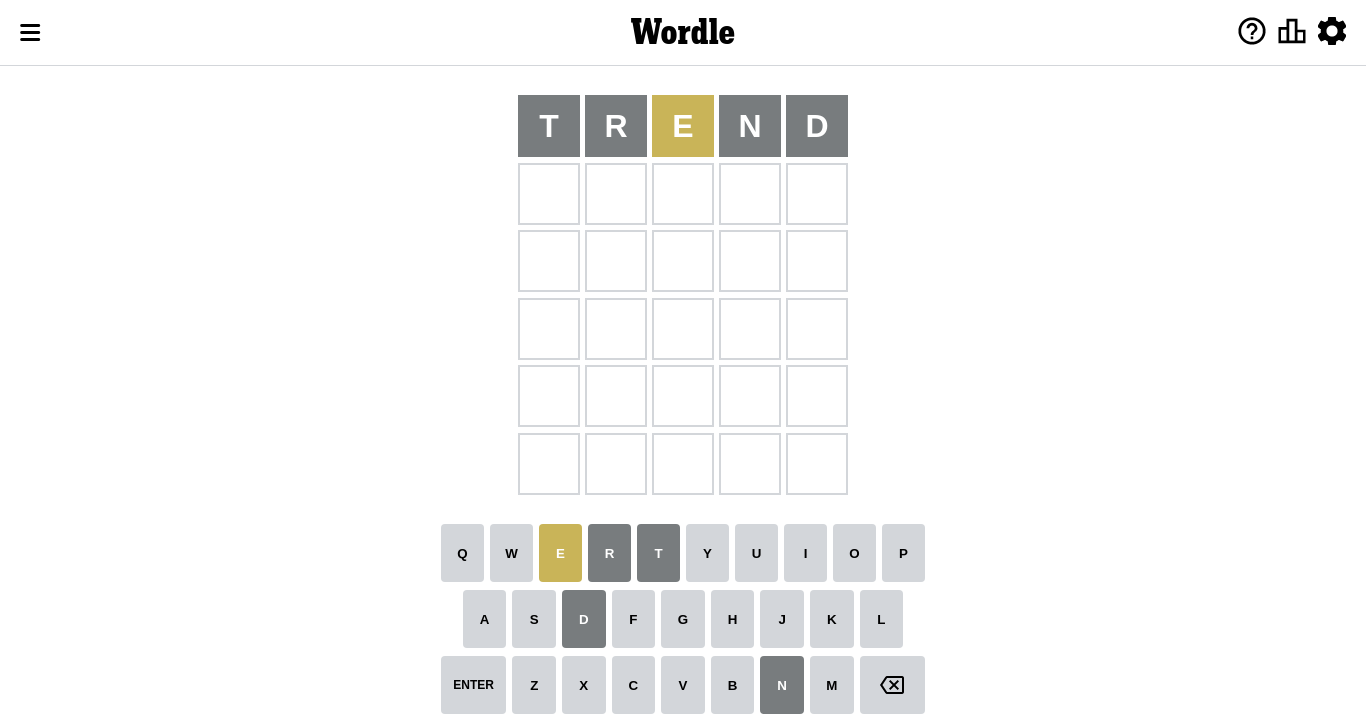 Wordle
T R E N D
Q W E R T Y U I O P
A S D F G H J K L
ENTER Z X C V B N M